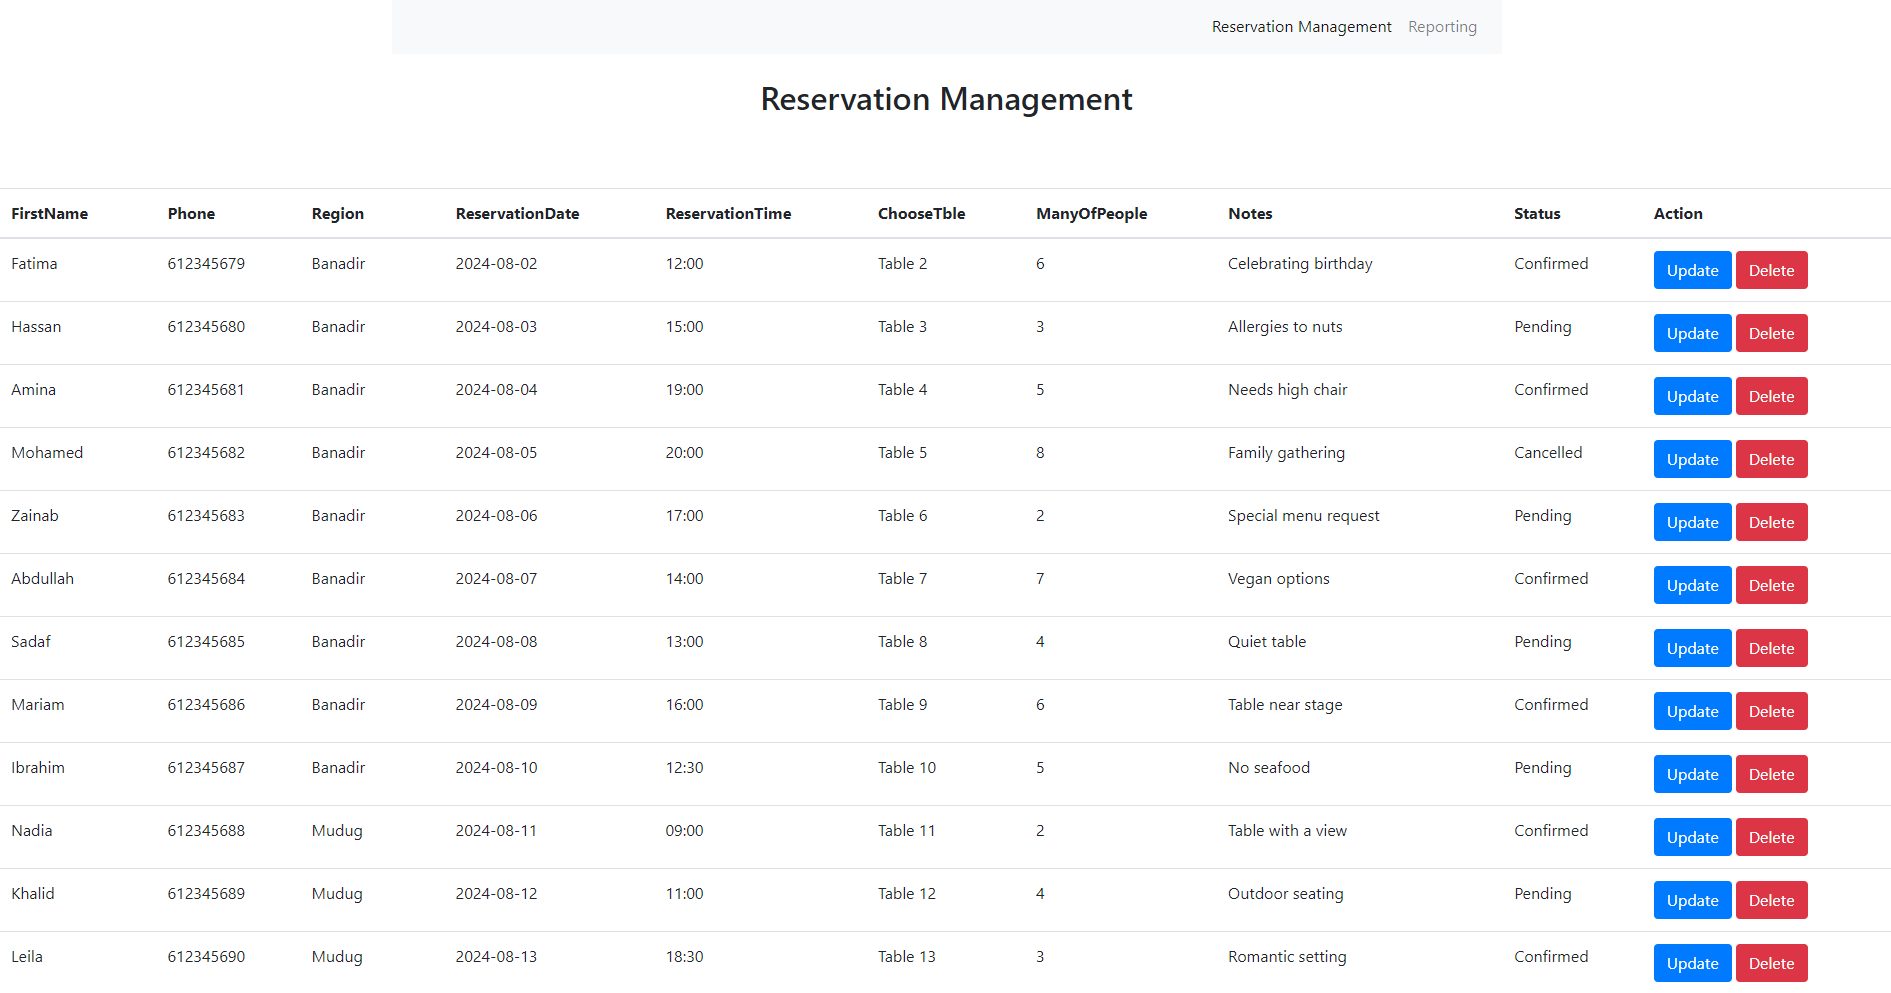 Reservation Management Reporting
Reservation Management
FirstName Phone Region ReservationDate ReservationTime ChooseTble ManyOfPeople Notes Status Action
Fatima 612345679 Banadir 2024-08-02 12:00 Table 2 6 Celebrating birthday Confirmed Update Delete
Hassan 612345680 Banadir 2024-08-03 15:00 Table 3 3 Allergies to nuts Pending Update Delete
Amina 612345681 Banadir 2024-08-04 19:00 Table 4 5 Needs high chair Confirmed Update Delete
Mohamed 612345682 Banadir 2024-08-05 20:00 Table 5 8 Family gathering Cancelled Update Delete
Zainab 612345683 Banadir 2024-08-06 17:00 Table 6 2 Special menu request Pending Update Delete
Abdullah 612345684 Banadir 2024-08-07 14:00 Table 7 7 Vegan options Confirmed Update Delete
Sadaf 612345685 Banadir 2024-08-08 13:00 Table 8 4 Quiet table Pending Update Delete
Mariam 612345686 Banadir 2024-08-09 16:00 Table 9 6 Table near stage Confirmed Update Delete
Ibrahim 612345687 Banadir 2024-08-10 12:30 Table 10 5 No seafood Pending Update Delete
Nadia 612345688 Mudug 2024-08-11 09:00 Table 11 2 Table with a view Confirmed Update Delete
Khalid 612345689 Mudug 2024-08-12 11:00 Table 12 4 Outdoor seating Pending Update Delete
Leila 612345690 Mudug 2024-08-13 18:30 Table 13 3 Romantic setting Confirmed Update Delete